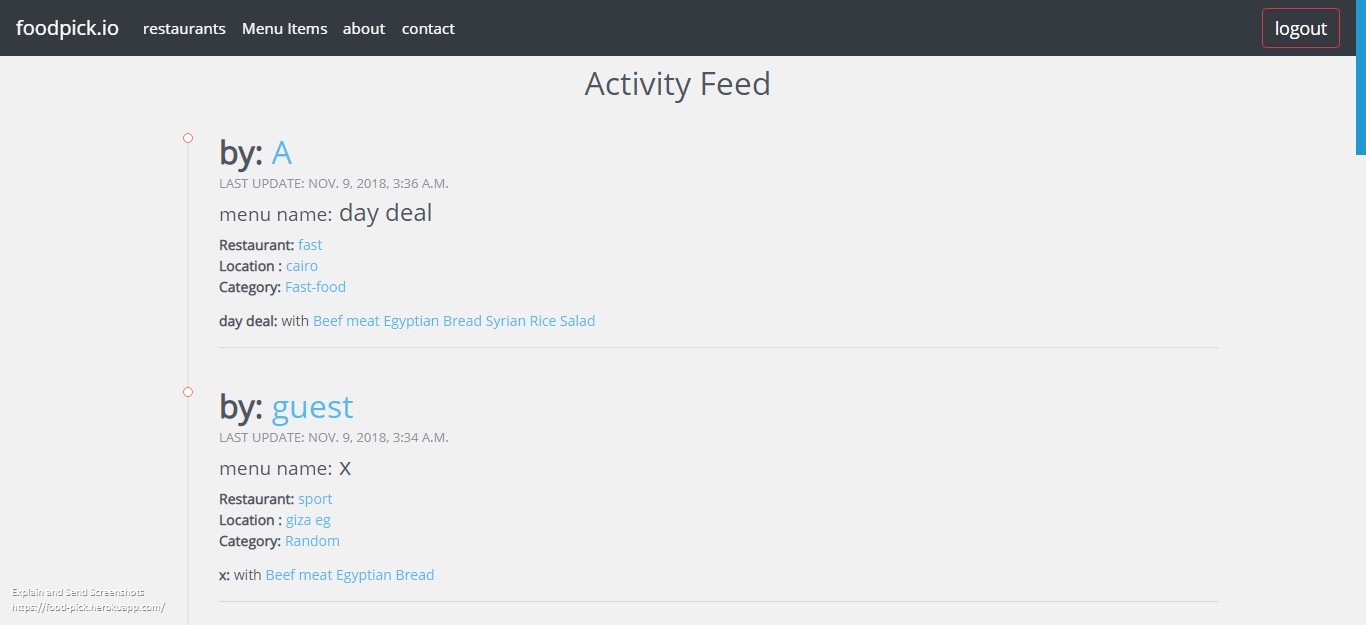 foodpick.io restaurants Menu Items about contact logout
Activity Feed
by: A
LAST UPDATE: NOV. 9, 2018, 3:36 A.M.
menu name: day deal
Restaurant: fast
Location : cairo
Category: Fast-food
day deal: with Beef meat Egyptian Bread Syrian Rice Salad
by: guest
LAST UPDATE: NOV. 9, 2018, 3:34 A.M.
menu name: x
Restaurant: sport
Location : giza eg
Category: Random
x: with Beef meat Egyptian Bread
Explain and Send Screenshots
https://food-pick.herokuapp.com/